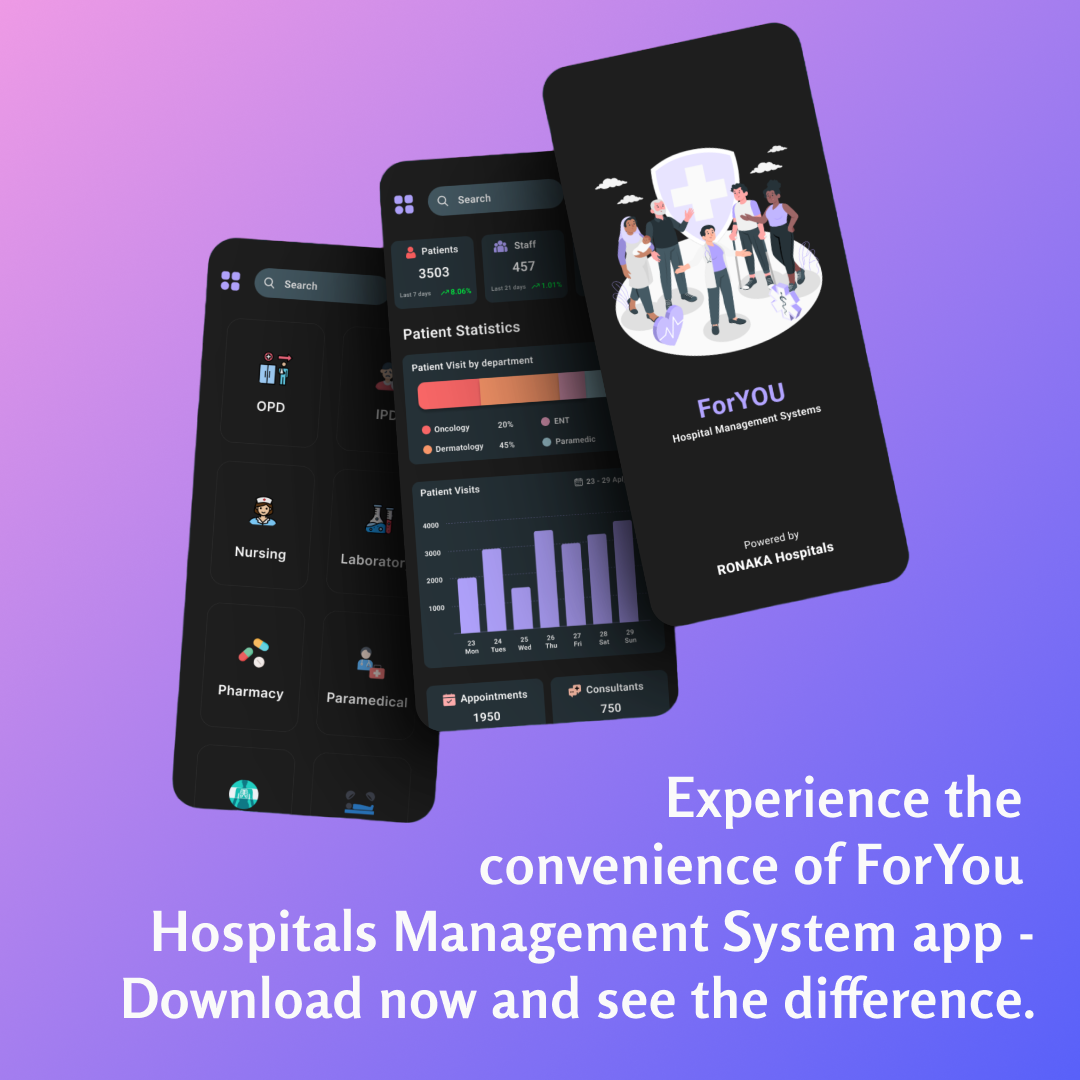 Search
OPD
IPD
Nursing
Laborator
Pharmacy
Paramedical
Search
Patients
3503
Last 7 days
8.06%
Staff
457
Last 21 days
1.01%
Patient Statistics
Patient Visit by department
Oncology 20%
ENT
Dermatology 45%
Paramedic
Patient Visits
23 - 29 Ap
4000
3000
2000
1000
23 24 25 26 27 28 29
Mon Tues Wed Thu Fri Sat Sun
Appointments
1950
Consultants
750
ForYOU
Hospital Management Systems
Powered by
RONAKA Hospitals
Experience the
convenience of ForYou
Hospitals Management System app -
Download now and see the difference.